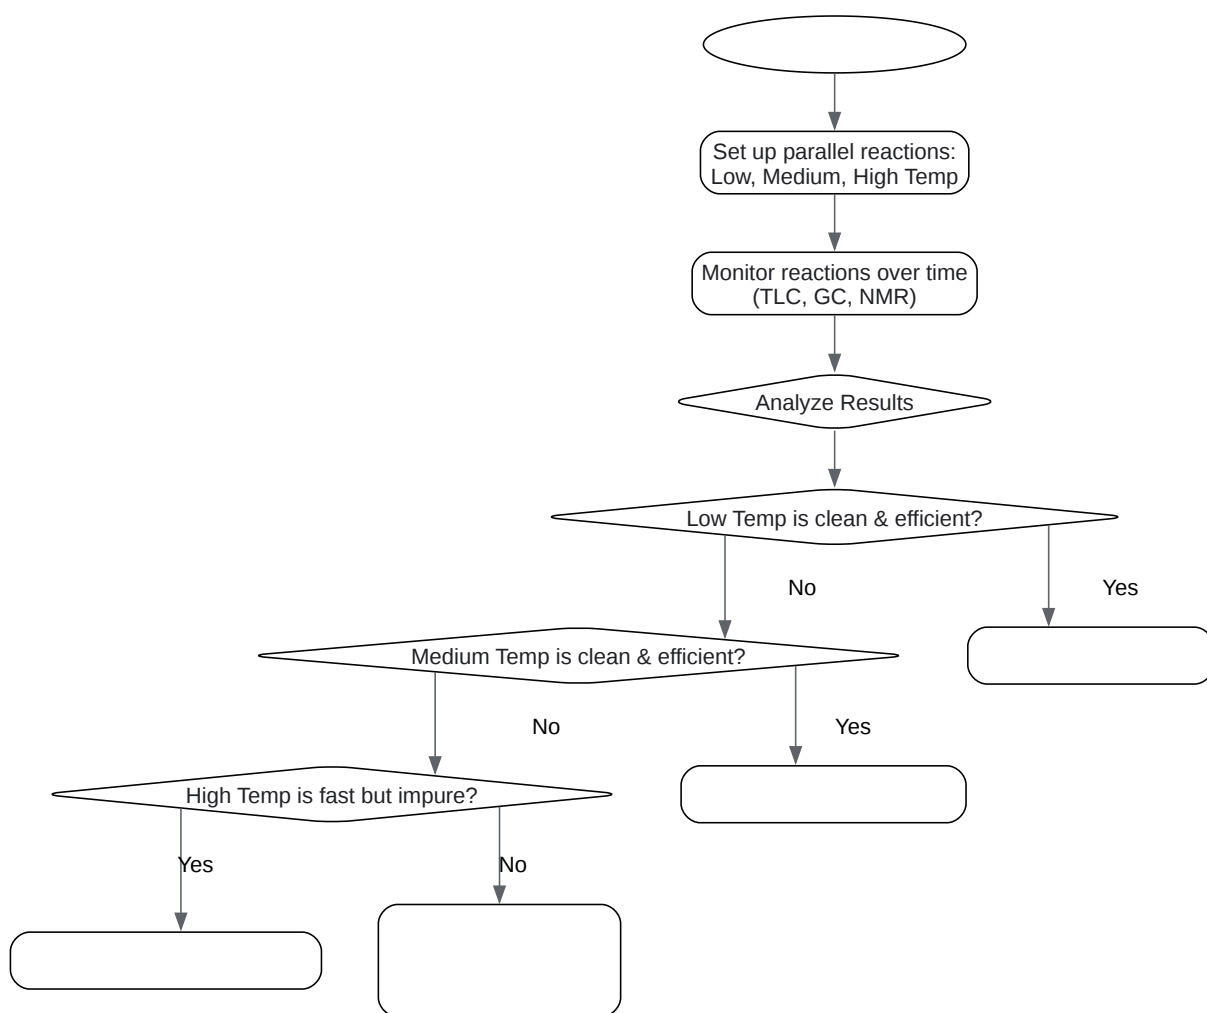 Set up parallel reactions:
Low, Medium, High Temp
Monitor reactions over time
(TLC, GC, NMR)
Analyze Results
Low Temp is clean & efficient?
No
Yes
Medium Temp is clean & efficient?
No
Yes
High Temp is fast but impure?
Yes
No